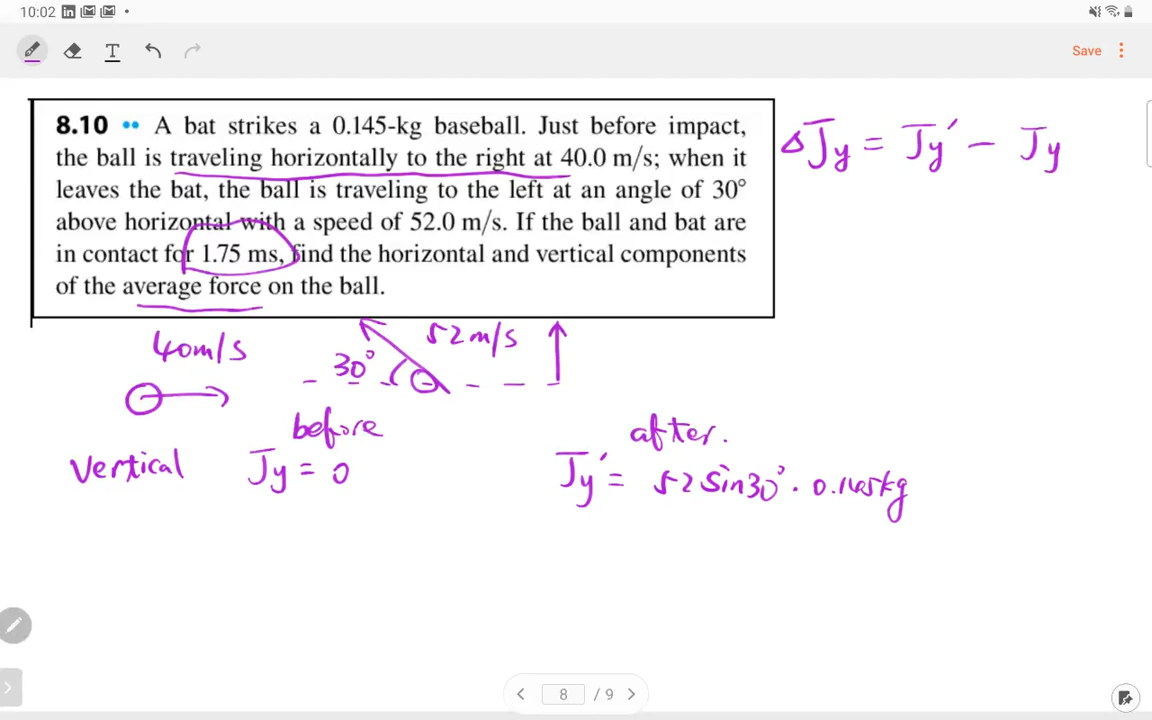 10:02
T
Save
8.10 •• A bat strikes a 0.145-kg baseball. Just before impact,
the ball is traveling horizontally to the right at 40.0 m/s; when it
leaves the bat, the ball is traveling to the left at an angle of 30°
above horizontal with a speed of 52.0 m/s. If the ball and bat are
in contact for 1.75 ms, find the horizontal and vertical components
of the average force on the ball.
ΔJy = Jy' - Jy
40m/s
30°
52m/s
before
after.
Vertical Jy = 0
Jy' = 52 sin30° · 0.145kg
8 / 9